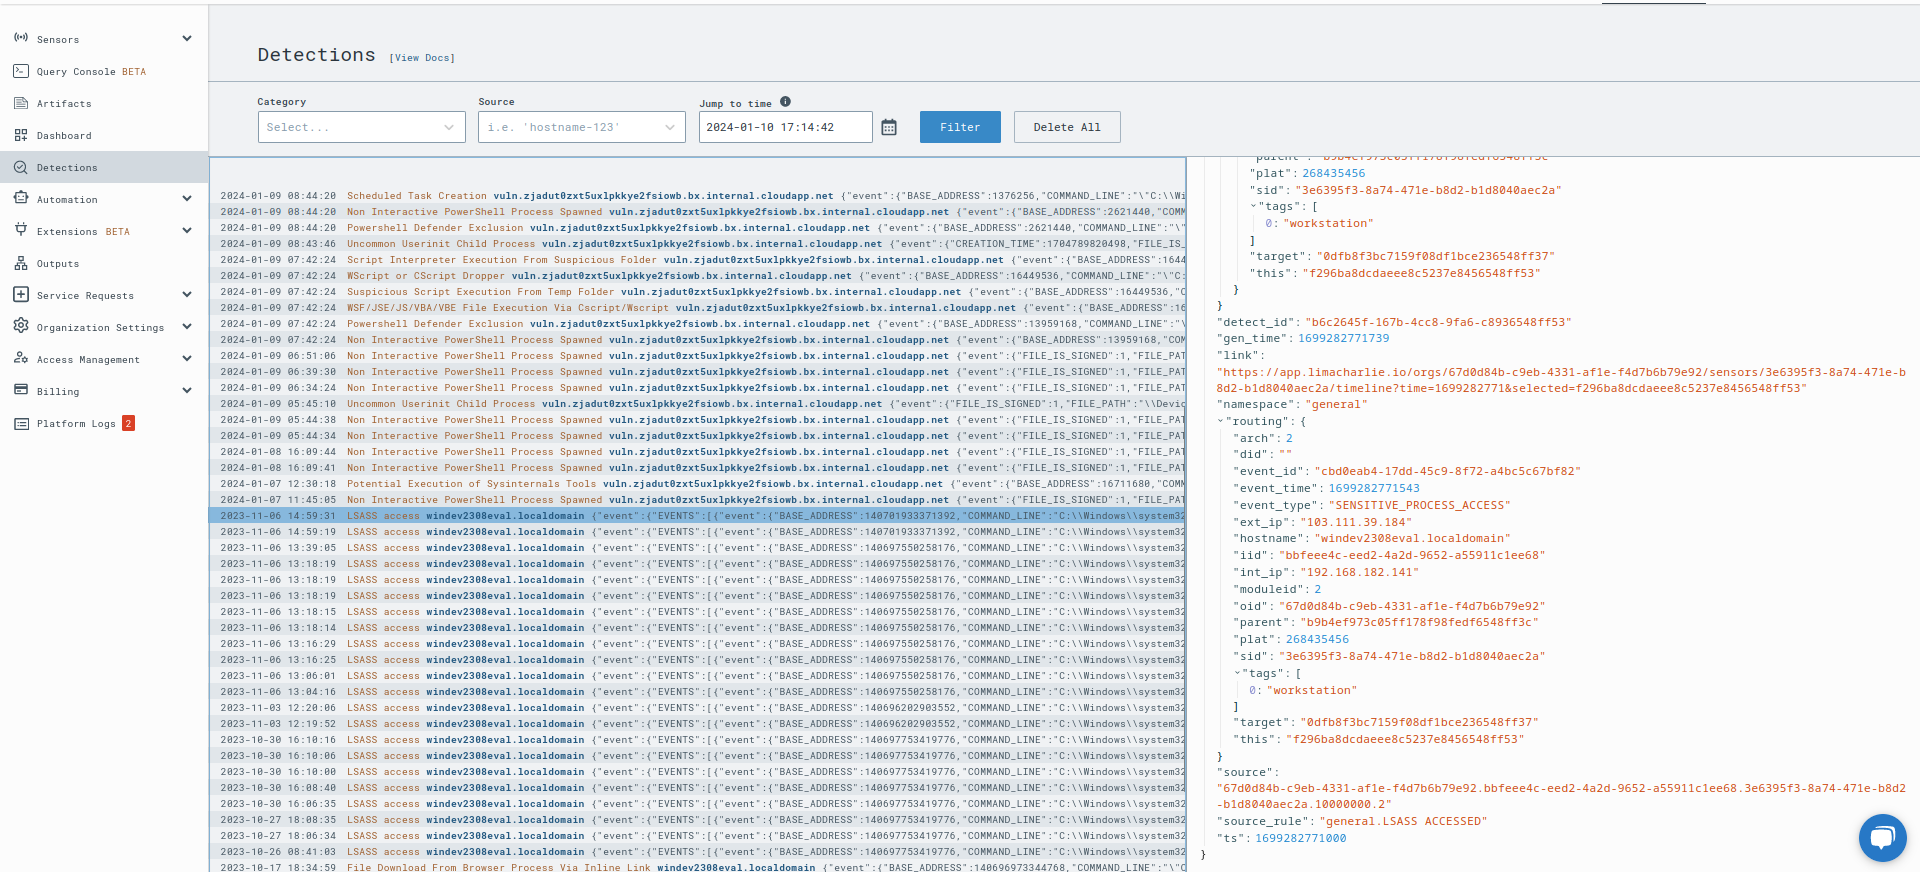 Sensors
Query Console BETA
Artifacts
Dashboard
Detections
Automation
Extensions BETA
Outputs
Service Requests
Organization Settings
Access Management
Billing
Platform Logs 2
Detections [View Docs]
Category
Select...
Source
i.e. 'hostname-123'
Jump to time
2024-01-10 17:14:42
Filter
Delete All
2024-01-09 08:44:20 Scheduled Task Creation vuln.zjadut0zxt5uxlpkkye2fsiowb.bx.internal.cloudapp.net {"event":{"BASE_ADDRESS":1376256,"COMMAND_LINE":"\"C:\\Wi
2024-01-09 08:44:20 Non Interactive PowerShell Process Spawned vuln.zjadut0zxt5uxlpkkye2fsiowb.bx.internal.cloudapp.net {"event":{"BASE_ADDRESS":2621440,"COMM
2024-01-09 08:44:20 Powershell Defender Exclusion vuln.zjadut0zxt5uxlpkkye2fsiowb.bx.internal.cloudapp.net {"event":{"BASE_ADDRESS":2621440,"COMMAND_LINE":"\"
2024-01-09 08:43:46 Uncommon Userinit Child Process vuln.zjadut0zxt5uxlpkkye2fsiowb.bx.internal.cloudapp.net {"event":{"CREATION_TIME":1704789820498,"FILE_IS_
2024-01-09 07:42:24 Script Interpreter Execution From Suspicious Folder vuln.zjadut0zxt5uxlpkkye2fsiowb.bx.internal.cloudapp.net {"event":{"BASE_ADDRESS":1644
2024-01-09 07:42:24 WScript or CScript Dropper vuln.zjadut0zxt5uxlpkkye2fsiowb.bx.internal.cloudapp.net {"event":{"BASE_ADDRESS":16449536,"COMMAND_LINE":"\"C:
2024-01-09 07:42:24 Suspicious Script Execution From Temp Folder vuln.zjadut0zxt5uxlpkkye2fsiowb.bx.internal.cloudapp.net {"event":{"BASE_ADDRESS":16449536,"C
2024-01-09 07:42:24 WSF/JSE/JS/VBA/VBE File Execution Via Cscript/Wscript vuln.zjadut0zxt5uxlpkkye2fsiowb.bx.internal.cloudapp.net {"event":{"BASE_ADDRESS":16
2024-01-09 07:42:24 Powershell Defender Exclusion vuln.zjadut0zxt5uxlpkkye2fsiowb.bx.internal.cloudapp.net {"event":{"BASE_ADDRESS":13959168,"COMMAND_LINE":"\
2024-01-09 07:42:24 Non Interactive PowerShell Process Spawned vuln.zjadut0zxt5uxlpkkye2fsiowb.bx.internal.cloudapp.net {"event":{"BASE_ADDRESS":13959168,"COM
2024-01-09 06:51:06 Non Interactive PowerShell Process Spawned vuln.zjadut0zxt5uxlpkkye2fsiowb.bx.internal.cloudapp.net {"event":{"FILE_IS_SIGNED":1,"FILE_PAT
2024-01-09 06:39:30 Non Interactive PowerShell Process Spawned vuln.zjadut0zxt5uxlpkkye2fsiowb.bx.internal.cloudapp.net {"event":{"FILE_IS_SIGNED":1,"FILE_PAT
2024-01-09 06:34:24 Non Interactive PowerShell Process Spawned vuln.zjadut0zxt5uxlpkkye2fsiowb.bx.internal.cloudapp.net {"event":{"FILE_IS_SIGNED":1,"FILE_PAT
2024-01-09 05:45:10 Uncommon Userinit Child Process vuln.zjadut0zxt5uxlpkkye2fsiowb.bx.internal.cloudapp.net {"event":{"FILE_IS_SIGNED":1,"FILE_PATH":"\\Devic
2024-01-09 05:44:38 Non Interactive PowerShell Process Spawned vuln.zjadut0zxt5uxlpkkye2fsiowb.bx.internal.cloudapp.net {"event":{"FILE_IS_SIGNED":1,"FILE_PAT
2024-01-09 05:44:34 Non Interactive PowerShell Process Spawned vuln.zjadut0zxt5uxlpkkye2fsiowb.bx.internal.cloudapp.net {"event":{"FILE_IS_SIGNED":1,"FILE_PAT
2024-01-08 16:09:44 Non Interactive PowerShell Process Spawned vuln.zjadut0zxt5uxlpkkye2fsiowb.bx.internal.cloudapp.net {"event":{"FILE_IS_SIGNED":1,"FILE_PAT
2024-01-08 16:09:41 Non Interactive PowerShell Process Spawned vuln.zjadut0zxt5uxlpkkye2fsiowb.bx.internal.cloudapp.net {"event":{"FILE_IS_SIGNED":1,"FILE_PAT
2024-01-07 12:30:18 Potential Execution of Sysinternals Tools vuln.zjadut0zxt5uxlpkkye2fsiowb.bx.internal.cloudapp.net {"event":{"BASE_ADDRESS":16711680,"COMM
2024-01-07 11:45:05 Non Interactive PowerShell Process Spawned vuln.zjadut0zxt5uxlpkkye2fsiowb.bx.internal.cloudapp.net {"event":{"FILE_IS_SIGNED":1,"FILE_PAT
2023-11-06 14:59:31 LSASS access windev2308eval.localdomain {"event":{"EVENTS":[{"event":{"BASE_ADDRESS":140701933371392,"COMMAND_LINE":"C:\\Windows\\system32
2023-11-06 14:59:19 LSASS access windev2308eval.localdomain {"event":{"EVENTS":[{"event":{"BASE_ADDRESS":140701933371392,"COMMAND_LINE":"C:\\Windows\\system32
2023-11-06 13:39:05 LSASS access windev2308eval.localdomain {"event":{"EVENTS":[{"event":{"BASE_ADDRESS":140697550258176,"COMMAND_LINE":"C:\\Windows\\system32
2023-11-06 13:18:19 LSASS access windev2308eval.localdomain {"event":{"EVENTS":[{"event":{"BASE_ADDRESS":140697550258176,"COMMAND_LINE":"C:\\Windows\\system32
2023-11-06 13:18:19 LSASS access windev2308eval.localdomain {"event":{"EVENTS":[{"event":{"BASE_ADDRESS":140697550258176,"COMMAND_LINE":"C:\\Windows\\system32
2023-11-06 13:18:19 LSASS access windev2308eval.localdomain {"event":{"EVENTS":[{"event":{"BASE_ADDRESS":140697550258176,"COMMAND_LINE":"C:\\Windows\\system32
2023-11-06 13:18:15 LSASS access windev2308eval.localdomain {"event":{"EVENTS":[{"event":{"BASE_ADDRESS":140697550258176,"COMMAND_LINE":"C:\\Windows\\system32
2023-11-06 13:18:14 LSASS access windev2308eval.localdomain {"event":{"EVENTS":[{"event":{"BASE_ADDRESS":140697550258176,"COMMAND_LINE":"C:\\Windows\\system32
2023-11-06 13:16:29 LSASS access windev2308eval.localdomain {"event":{"EVENTS":[{"event":{"BASE_ADDRESS":140697550258176,"COMMAND_LINE":"C:\\Windows\\system32
2023-11-06 13:16:25 LSASS access windev2308eval.localdomain {"event":{"EVENTS":[{"event":{"BASE_ADDRESS":140697550258176,"COMMAND_LINE":"C:\\Windows\\system32
2023-11-06 13:06:01 LSASS access windev2308eval.localdomain {"event":{"EVENTS":[{"event":{"BASE_ADDRESS":140697550258176,"COMMAND_LINE":"C:\\Windows\\system32
2023-11-06 13:04:16 LSASS access windev2308eval.localdomain {"event":{"EVENTS":[{"event":{"BASE_ADDRESS":140697550258176,"COMMAND_LINE":"C:\\Windows\\system32
2023-11-03 12:20:06 LSASS access windev2308eval.localdomain {"event":{"EVENTS":[{"event":{"BASE_ADDRESS":140696202903552,"COMMAND_LINE":"C:\\Windows\\system32
2023-11-03 12:19:52 LSASS access windev2308eval.localdomain {"event":{"EVENTS":[{"event":{"BASE_ADDRESS":140696202903552,"COMMAND_LINE":"C:\\Windows\\system32
2023-10-30 16:10:16 LSASS access windev2308eval.localdomain {"event":{"EVENTS":[{"event":{"BASE_ADDRESS":140697753419776,"COMMAND_LINE":"C:\\Windows\\system32
2023-10-30 16:10:06 LSASS access windev2308eval.localdomain {"event":{"EVENTS":[{"event":{"BASE_ADDRESS":140697753419776,"COMMAND_LINE":"C:\\Windows\\system32
2023-10-30 16:10:00 LSASS access windev2308eval.localdomain {"event":{"EVENTS":[{"event":{"BASE_ADDRESS":140697753419776,"COMMAND_LINE":"C:\\Windows\\system32
2023-10-30 16:08:40 LSASS access windev2308eval.localdomain {"event":{"EVENTS":[{"event":{"BASE_ADDRESS":140697753419776,"COMMAND_LINE":"C:\\Windows\\system32
2023-10-30 16:06:35 LSASS access windev2308eval.localdomain {"event":{"EVENTS":[{"event":{"BASE_ADDRESS":140697753419776,"COMMAND_LINE":"C:\\Windows\\system32
2023-10-27 18:08:35 LSASS access windev2308eval.localdomain {"event":{"EVENTS":[{"event":{"BASE_ADDRESS":140697753419776,"COMMAND_LINE":"C:\\Windows\\system32
2023-10-27 18:06:34 LSASS access windev2308eval.localdomain {"event":{"EVENTS":[{"event":{"BASE_ADDRESS":140697753419776,"COMMAND_LINE":"C:\\Windows\\system32
2023-10-26 08:41:03 LSASS access windev2308eval.localdomain {"event":{"EVENTS":[{"event":{"BASE_ADDRESS":140697753419776,"COMMAND_LINE":"C:\\Windows\\system32
2023-10-17 18:34:59 File Download From Browser Process Via Inline Link windev2308eval.localdomain {"event":{"BASE_ADDRESS":140696973344768,"COMMAND_LINE":"\"C
"parent": "b9b4ef973c05ff178f98fedf6548ff3c"
"plat": 268435456
"sid": "3e6395f3-8a74-471e-b8d2-b1d8040aec2a"
"tags": [
0: "workstation"
]
"target": "0dfb8f3bc7159f08df1bce236548ff37"
"this": "f296ba8dcdaeee8c5237e8456548ff53"
}
}
"detect_id": "b6c2645f-167b-4cc8-9fa6-c8936548ff53"
"gen_time": 1699282771739
"link":
"https://app.limacharlie.io/orgs/67d0d84b-c9eb-4331-af1e-f4d7b6b79e92/sensors/3e6395f3-8a74-471e-b
8d2-b1d8040aec2a/timeline?time=1699282771&selected=f296ba8dcdaeee8c5237e8456548ff53"
"namespace": "general"
"routing": {
"arch": 2
"did": ""
"event_id": "cbd0eab4-17dd-45c9-8f72-a4bc5c67bf82"
"event_time": 1699282771543
"event_type": "SENSITIVE_PROCESS_ACCESS"
"ext_ip": "103.111.39.184"
"hostname": "windev2308eval.localdomain"
"iid": "bbfeee4c-eed2-4a2d-9652-a55911c1ee68"
"int_ip": "192.168.182.141"
"moduleid": 2
"oid": "67d0d84b-c9eb-4331-af1e-f4d7b6b79e92"
"parent": "b9b4ef973c05ff178f98fedf6548ff3c"
"plat": 268435456
"sid": "3e6395f3-8a74-471e-b8d2-b1d8040aec2a"
"tags": [
0: "workstation"
]
"target": "0dfb8f3bc7159f08df1bce236548ff37"
"this": "f296ba8dcdaeee8c5237e8456548ff53"
}
"source":
"67d0d84b-c9eb-4331-af1e-f4d7b6b79e92.bbfeee4c-eed2-4a2d-9652-a55911c1ee68.3e6395f3-8a74-471e-b8d2
-b1d8040aec2a.10000000.2"
"source_rule": "general.LSASS ACCESSED"
"ts": 1699282771000
}